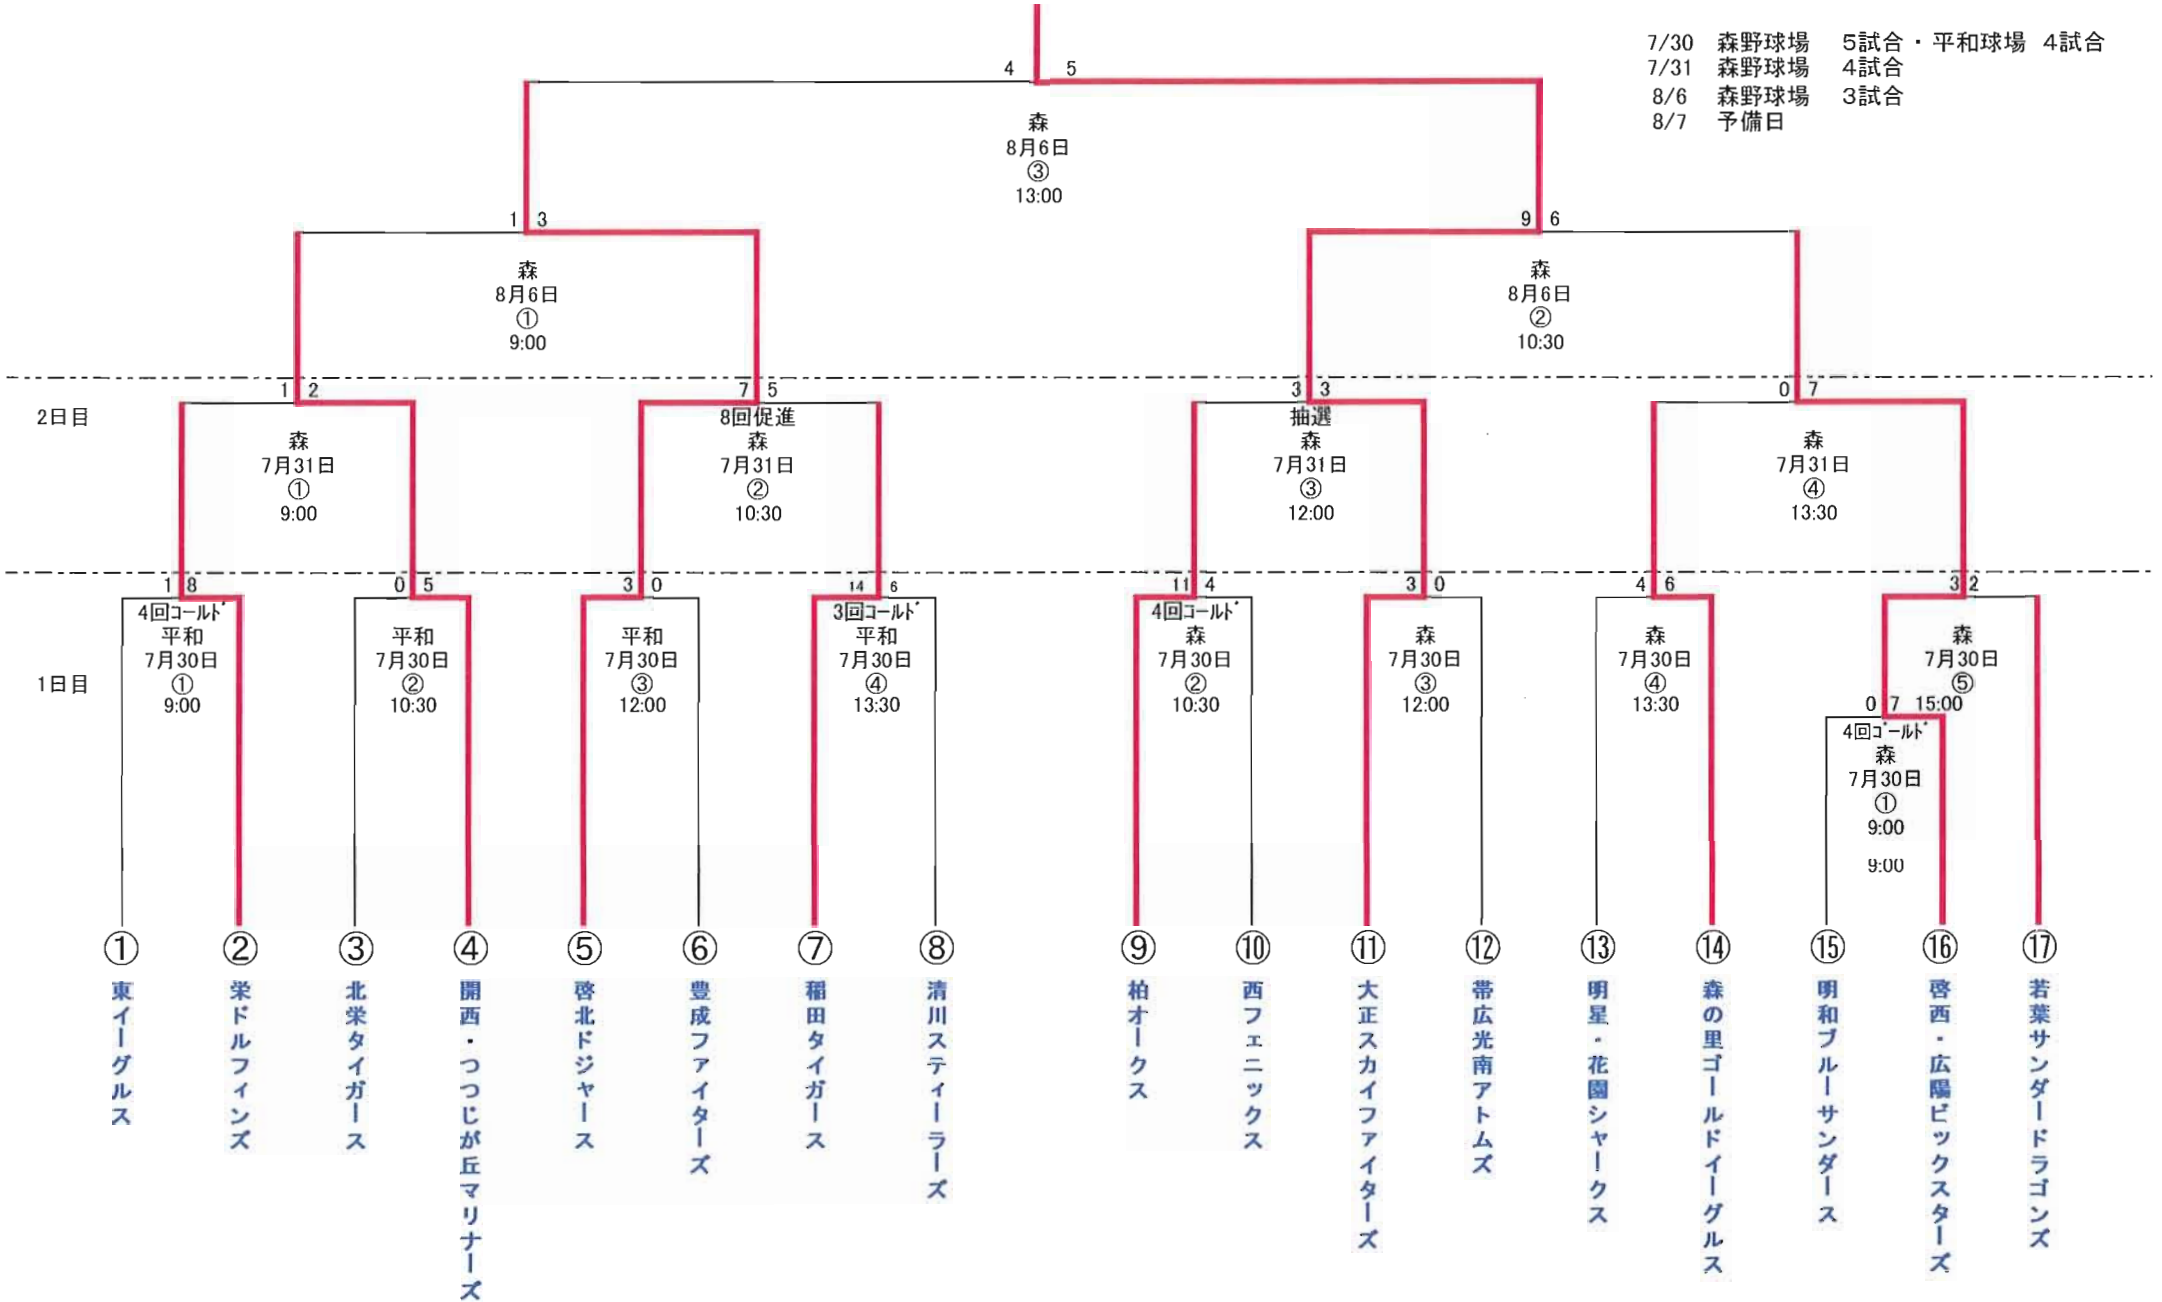 7/30 森野球場 5試合・平和球場 4試合
7/31 森野球場 4試合
8/6 森野球場 3試合
8/7 予備日
4 5
森
8月6日
③
13:00
1 3
森
8月6日
①
9:00
9 6
森
8月6日
②
10:30
2日目
1 2
森
7月31日
①
9:00
7 5
8回促進
森
7月31日
②
10:30
3 3
抽選
森
7月31日
③
12:00
0 7
森
7月31日
④
13:30
1日目
1 8
4回コールド
平和
7月30日
①
9:00
0 5
平和
7月30日
②
10:30
3 0
平和
7月30日
③
12:00
14 6
3回コールド
平和
7月30日
④
13:30
11 4
4回コールド
森
7月30日
②
10:30
3 0
森
7月30日
③
12:00
4 6
森
7月30日
④
13:30
3 2
森
7月30日
⑤
15:00
0 7
4回ゴールド
森
7月30日
①
9:00
9:00
① 東イーグルス
② 栄ドルフィンズ
③ 北栄タイガース
④ 開西・つつじが丘マリナーズ
⑤ 啓北ドジャース
⑥ 豊成ファイターズ
⑦ 稲田タイガース
⑧ 清川スティーラーズ
⑨ 柏オークス
⑩ 西フェニックス
⑪ 大正スカイファイターズ
⑫ 帯広光南アトムズ
⑬ 明星・花園シャークス
⑭ 森の里ゴールドイーグルス
⑮ 明和ブルーサンダース
⑯ 啓西・広陽ビックスターズ
⑰ 若葉サンダードラゴンズ